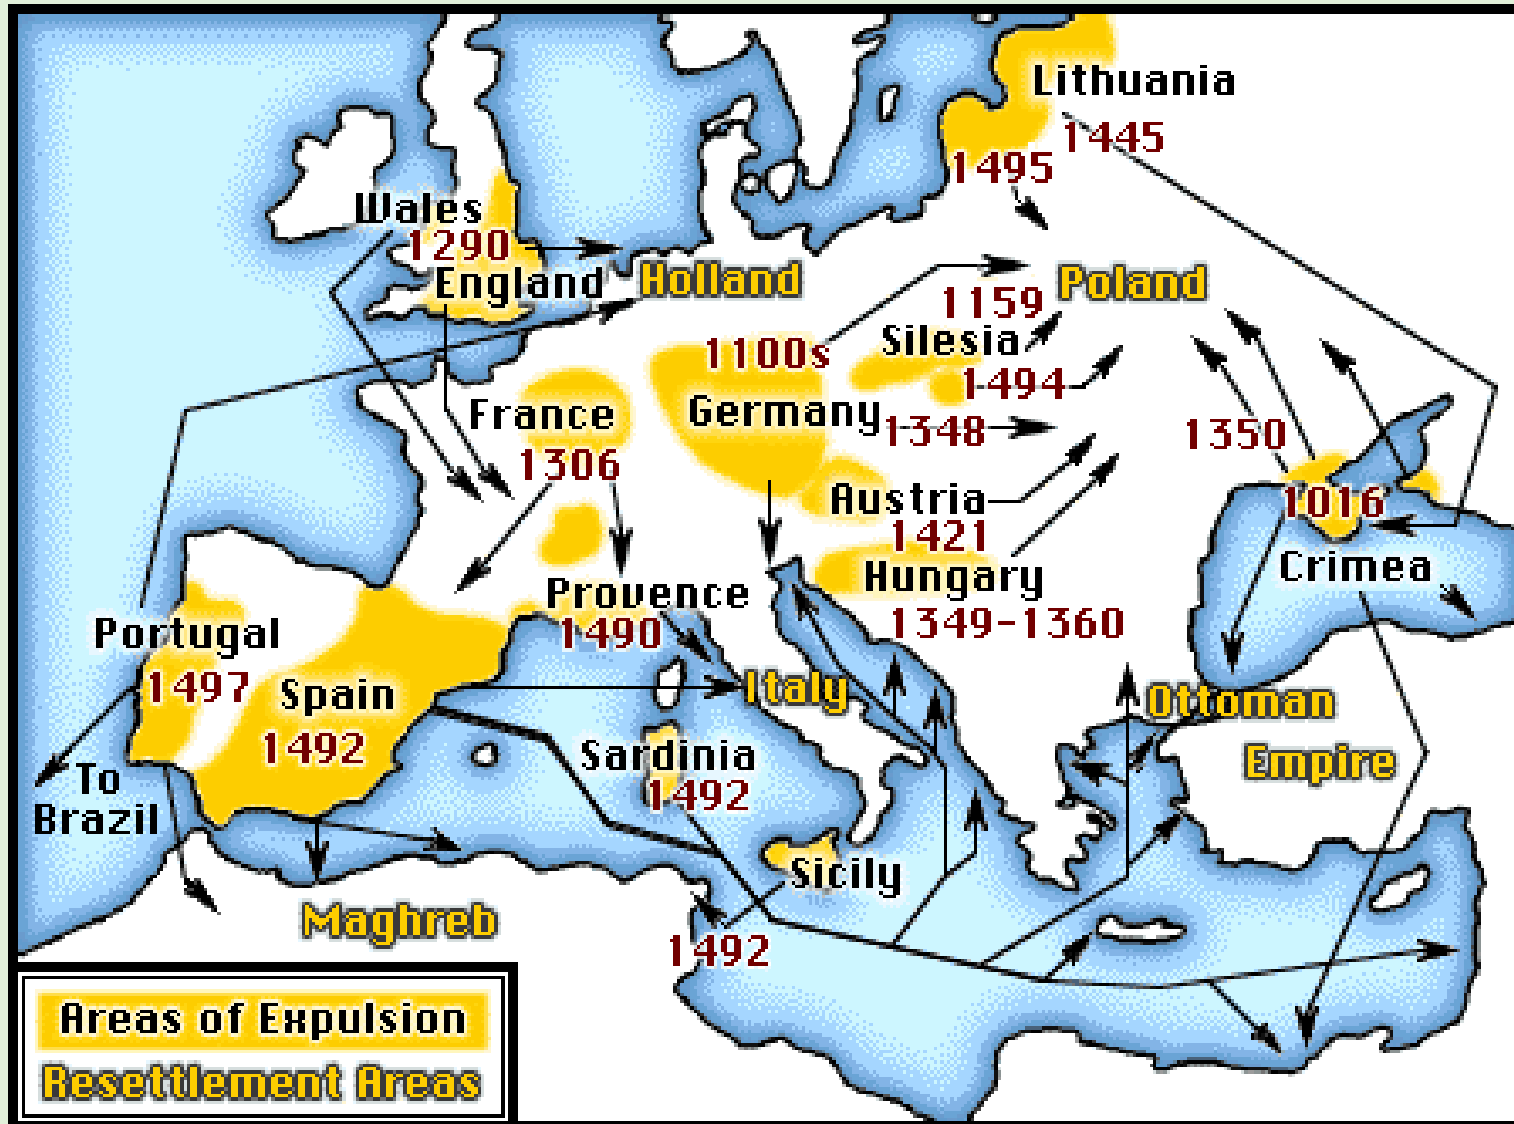 Lithuania
1445
1495
Wales
1290
England
Holland
Poland
1159
Silesia
1100s
1494
France
Germany
1348
1350
1306
Austria
1016
1421
Crimea
Hungary
Provence
1349-1360
1490
Portugal
1497
Spain
Italy
Ottoman
Empire
1492
Sardinia
1492
To
Brazil
Sicily
Maghreb
1492
Areas of Expulsion
Resettlement Areas